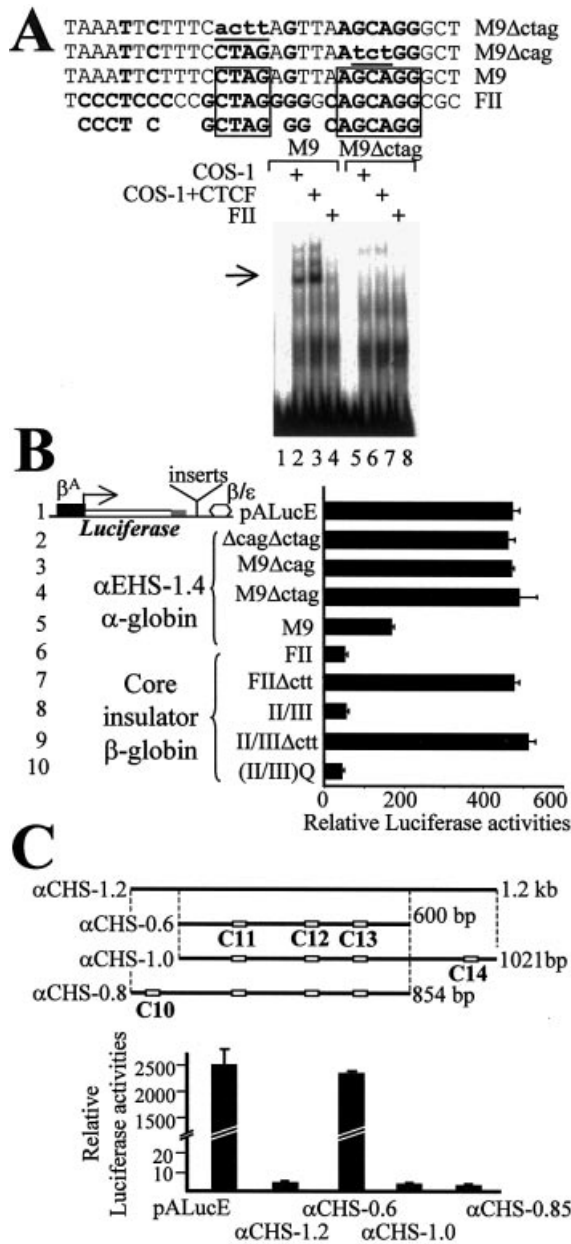 A
TAAATTCTTTCacttAGTTAAGCAGGGCT M9Δctag
TAAATTCTTTCCTAGAGTTAAtctGGGCT M9Δcag
TAAATTCTTTCCTAGAGTTAAGCAGGGCT M9
TCCCTCCCCCGCTAGGGGGCAGCAGGCGC FII
CCCT C GCTAG GG CAGCAGG
M9 M9Δctag
COS-1 + +
COS-1+CTCF + +
FII + +
1 2 3 4 5 6 7 8
B
βA inserts β/ε
Luciferase
1 pALucE
2 ΔcagΔctag
3 M9Δcag
4 M9Δctag
5 M9
6 FII
7 FIIΔctt
8 II/III
9 II/IIIΔctt
10 (II/III)Q
αEHS-1.4
α-globin
Core
insulator
β-globin
0 200 400 600
Relative Luciferase activities
C
αCHS-1.2 1.2 kb
αCHS-0.6 600 bp
C11 C12 C13
αCHS-1.0 1021bp
C14
αCHS-0.8 854 bp
C10
Relative
Luciferase activities
2500
2000
1500
20
10
pALucE αCHS-0.6 αCHS-0.85
αCHS-1.2 αCHS-1.0